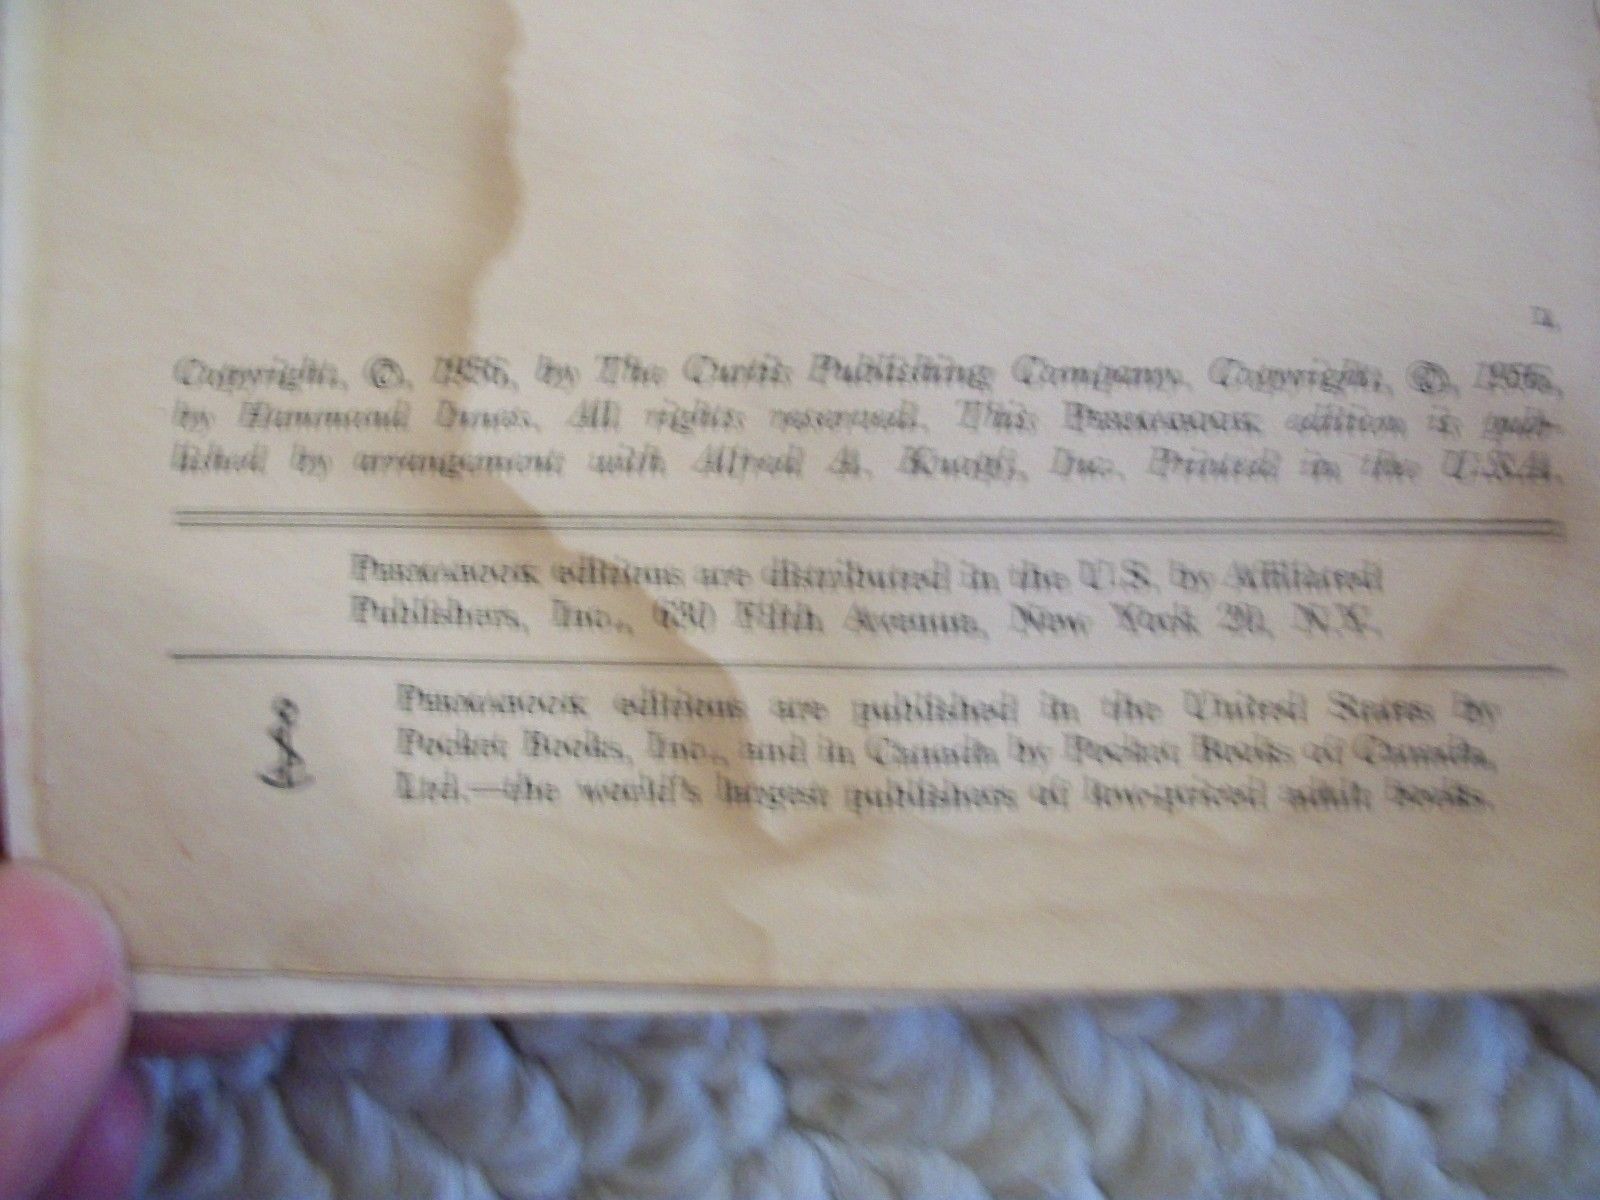 Copyright, ©, 1956, by The Curtis Publishing Company. Copyright, ©, 1956,
by Hammond Innes. All rights reserved. This PERMABOOK edition is pub-
lished by arrangement with Alfred A. Knopf, Inc. Printed in the U.S.A.
PERMABOOK editions are distributed in the U.S. by Affiliated
Publishers, Inc., 630 Fifth Avenue, New York 20, N.Y.
PERMABOOK editions are published in the United States by
Pocket Books, Inc., and in Canada by Pocket Books of Canada,
Ltd.—the world's largest publishers of low-priced adult books.